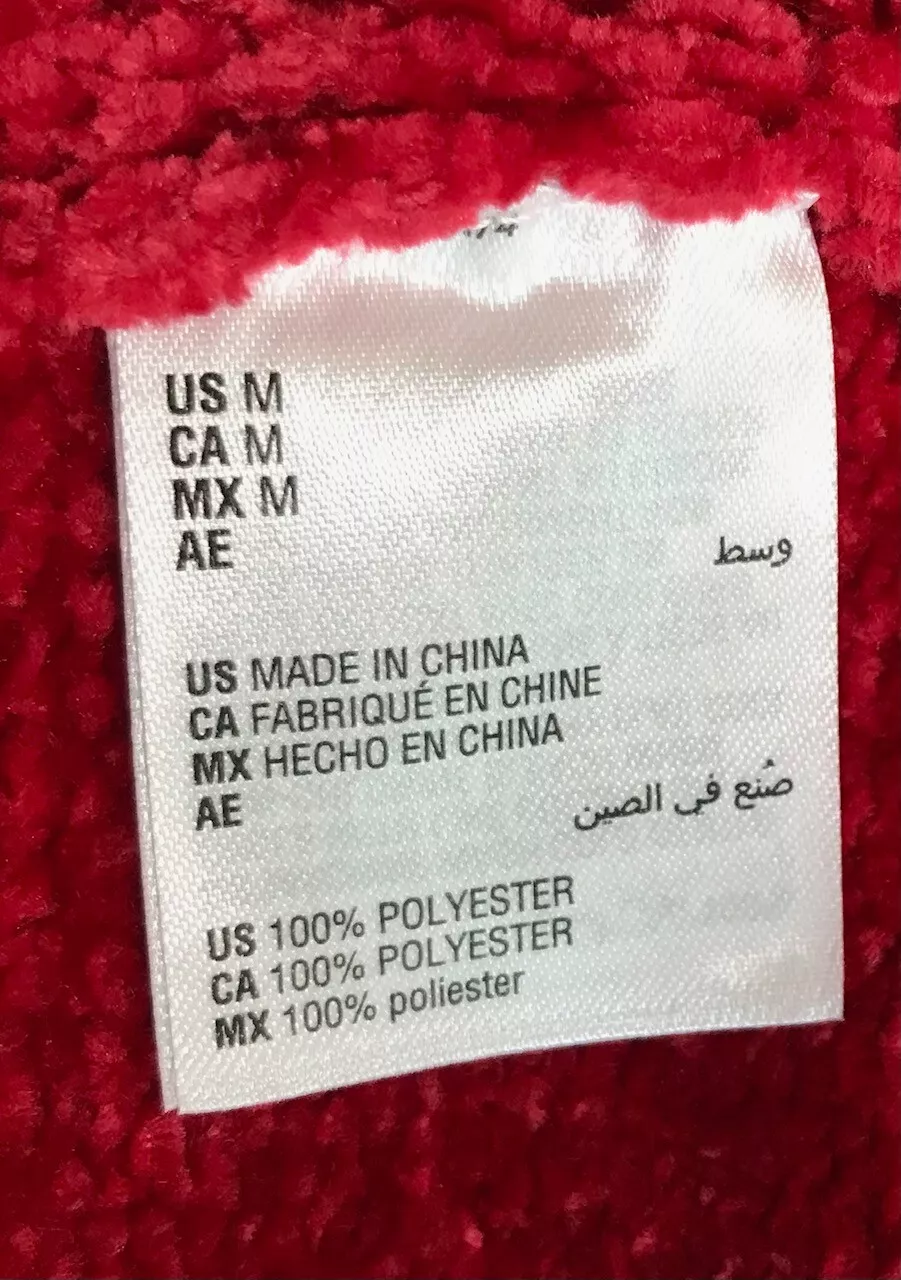 US M
CA M
MX M
AE وسط
US MADE IN CHINA
CA FABRIQUÉ EN CHINE
MX HECHO EN CHINA
AE صُنع في الصين
US 100% POLYESTER
CA 100% POLYESTER
MX 100% poliester